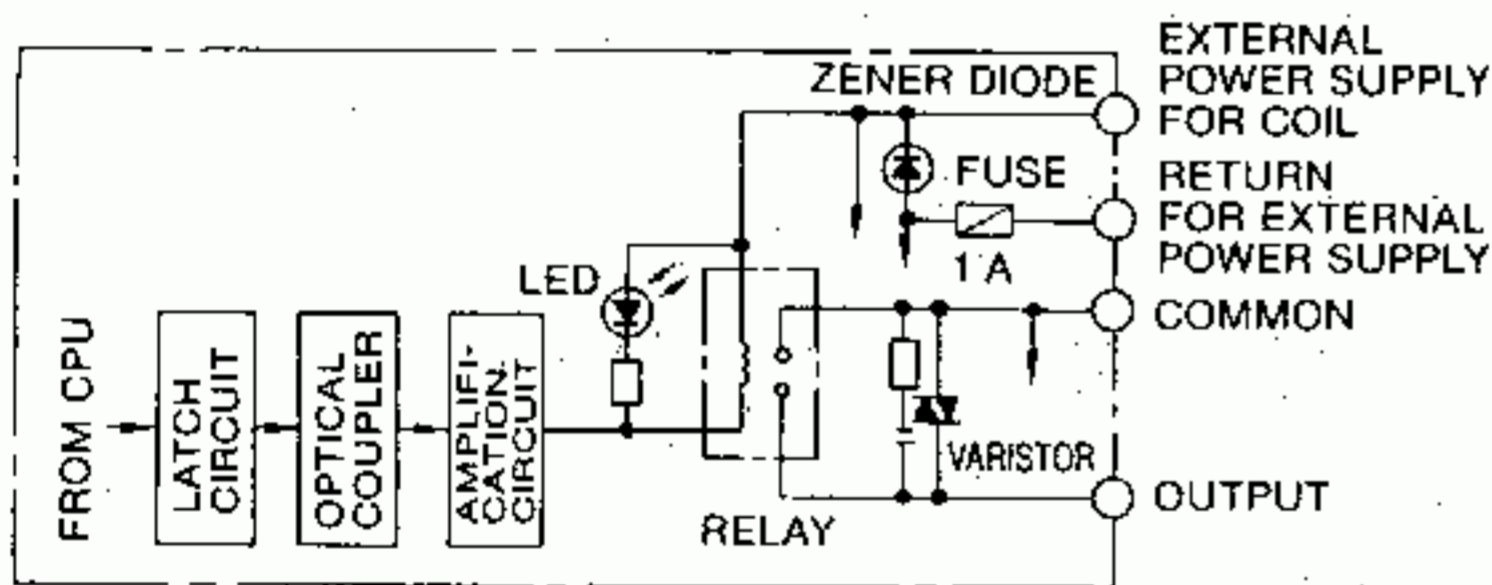 EXTERNAL
POWER SUPPLY
FOR COIL
ZENER DIODE
FUSE
1 A
RETURN
FOR EXTERNAL
POWER SUPPLY
LED
COMMON
FROM CPU
LATCH
CIRCUIT
OPTICAL
COUPLER
AMPLIFI-
CATION
CIRCUIT
VARISTOR
RELAY
OUTPUT